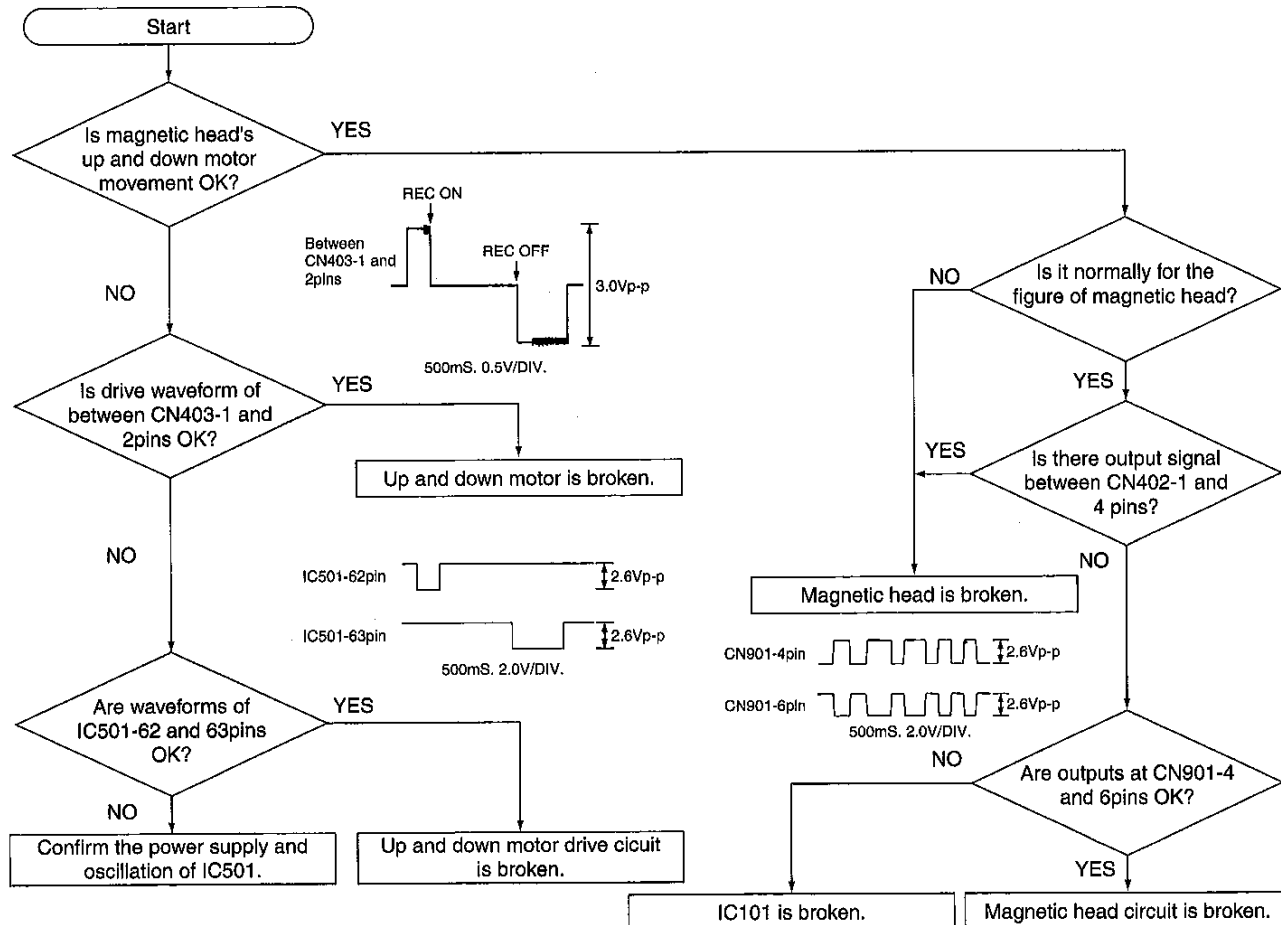 Start
Is magnetic head's
up and down motor
movement OK?
YES
NO
REC ON
Between
CN403-1 and
2pins
REC OFF
3.0Vp-p
500mS. 0.5V/DIV.
Is it normally for the
figure of magnetic head?
NO
YES
Is drive waveform of
between CN403-1 and
2pins OK?
YES
NO
Up and down motor is broken.
Is there output signal
between CN402-1 and
4 pins?
YES
NO
Magnetic head is broken.
IC501-62pin
2.6Vp-p
IC501-63pin
2.6Vp-p
500mS. 2.0V/DIV.
CN901-4pin
2.6Vp-p
CN901-6pin
2.6Vp-p
500mS. 2.0V/DIV.
Are waveforms of
IC501-62 and 63pins
OK?
YES
NO
Are outputs at CN901-4
and 6pins OK?
NO
YES
Confirm the power supply and
oscillation of IC501.
Up and down motor drive cicuit
is broken.
IC101 is broken.
Magnetic head circuit is broken.